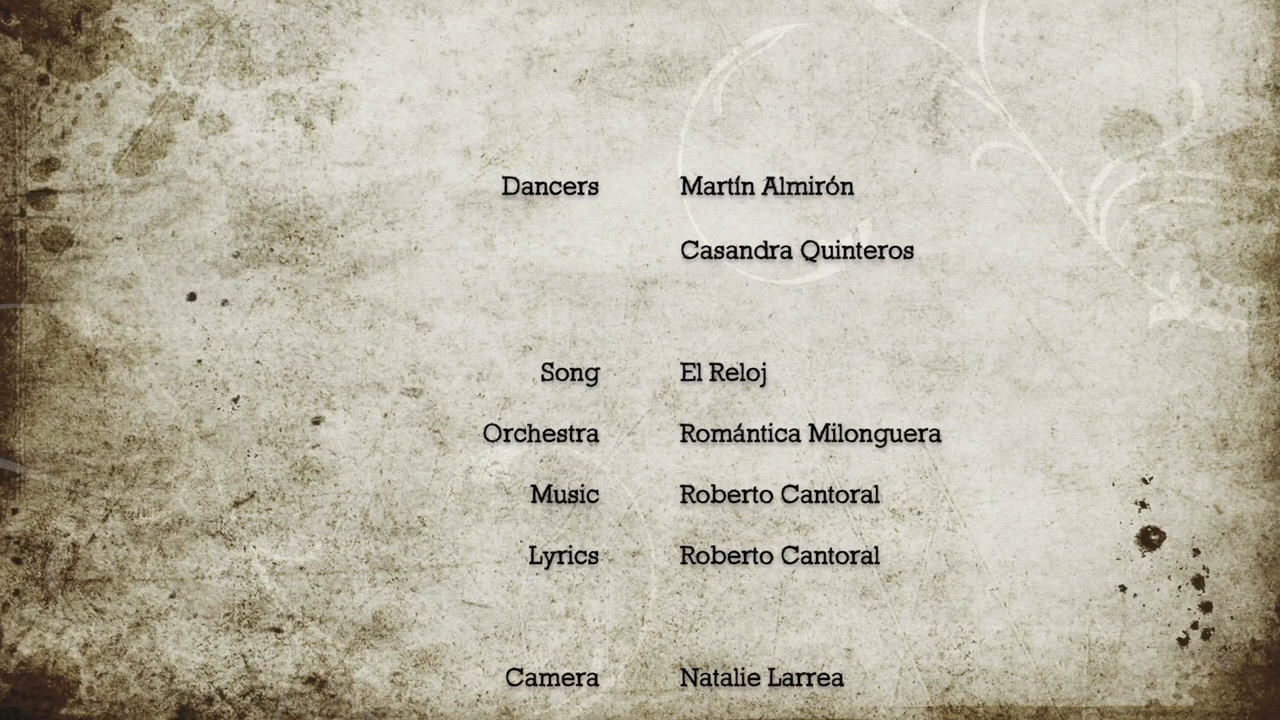 Dancers Martín Almirón
Casandra Quinteros
Song El Reloj
Orchestra Romántica Milonguera
Music Roberto Cantoral
Lyrics Roberto Cantoral
Camera Natalie Larrea